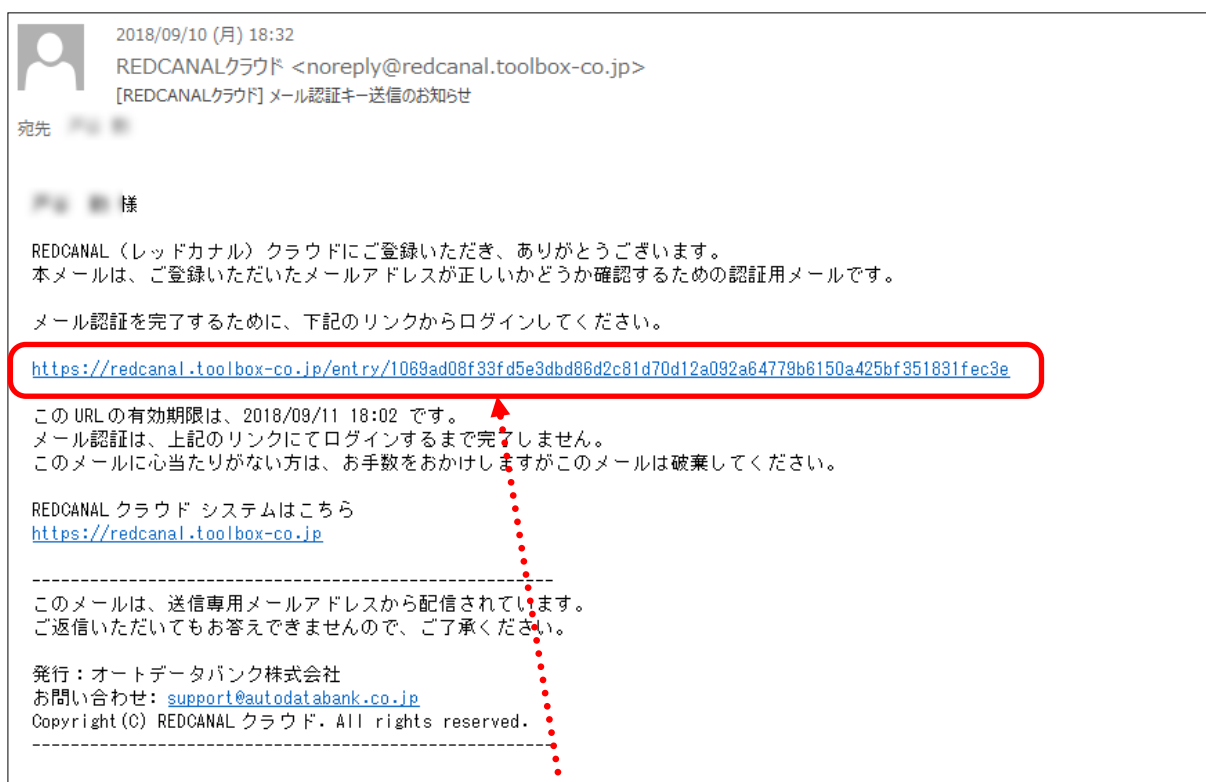 2018/09/10 (月) 18:32
REDCANALクラウド <noreply@redcanal.toolbox-co.jp>
[REDCANALクラウド] メール認証キー送信のお知らせ
宛先
様
REDCANAL（レッドカナル）クラウドにご登録いただき、ありがとうございます。
本メールは、ご登録いただいたメールアドレスが正しいかどうか確認するための認証用メールです。
メール認証を完了するために、下記のリンクからログインしてください。
https://redcanal.toolbox-co.jp/entry/1069ad08f33fd5e3dbd86d2c81d70d12a092a64779b6150a425bf351831fec3e
このURLの有効期限は、2018/09/11 18:02 です。
メール認証は、上記のリンクにてログインするまで完了しません。
このメールに心当たりがない方は、お手数をおかけしますがこのメールは破棄してください。
REDCANAL クラウド システムはこちら
https://redcanal.toolbox-co.jp
------------------------------------------------------
このメールは、送信専用メールアドレスから配信されています。
ご返信いただいてもお答えできませんので、ご了承ください。
発行：オートデータバンク株式会社
お問い合わせ: support@autodatabank.co.jp
Copyright(C) REDCANAL クラウド. All rights reserved.
------------------------------------------------------